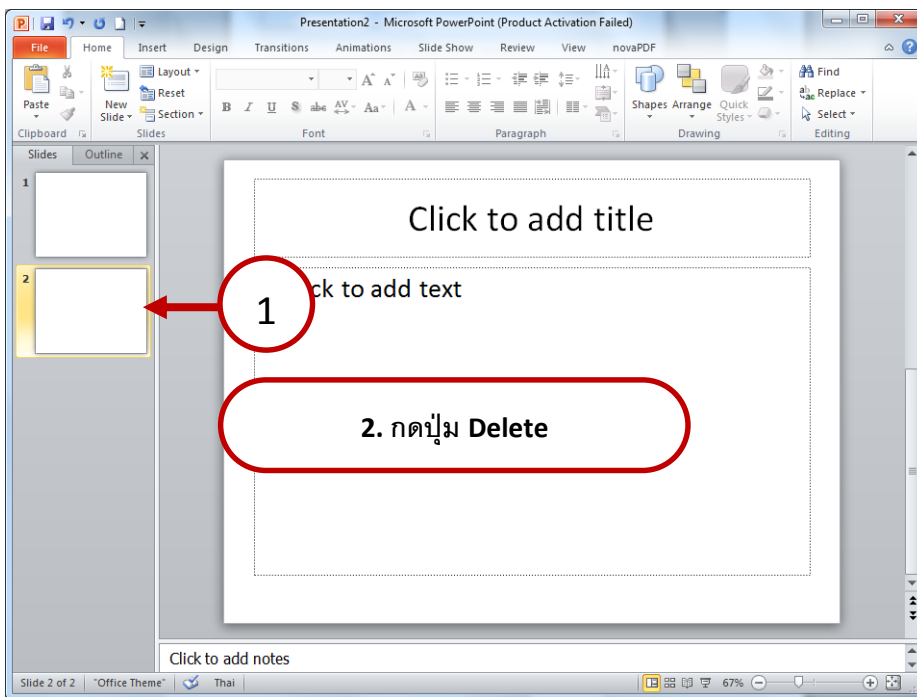 Presentation2 - Microsoft PowerPoint (Product Activation Failed)
File Home Insert Design Transitions Animations Slide Show Review View novaPDF
Paste
New Slide
Layout
Reset
Section
B I U S abc AV Aa A
Shapes Arrange Quick Styles
Find
Replace
Select
Clipboard Slides Font Paragraph Drawing Editing
Slides Outline
1
2
Click to add title
ck to add text
1
2. กดปุ่ม Delete
Click to add notes
Slide 2 of 2 "Office Theme" Thai 67%